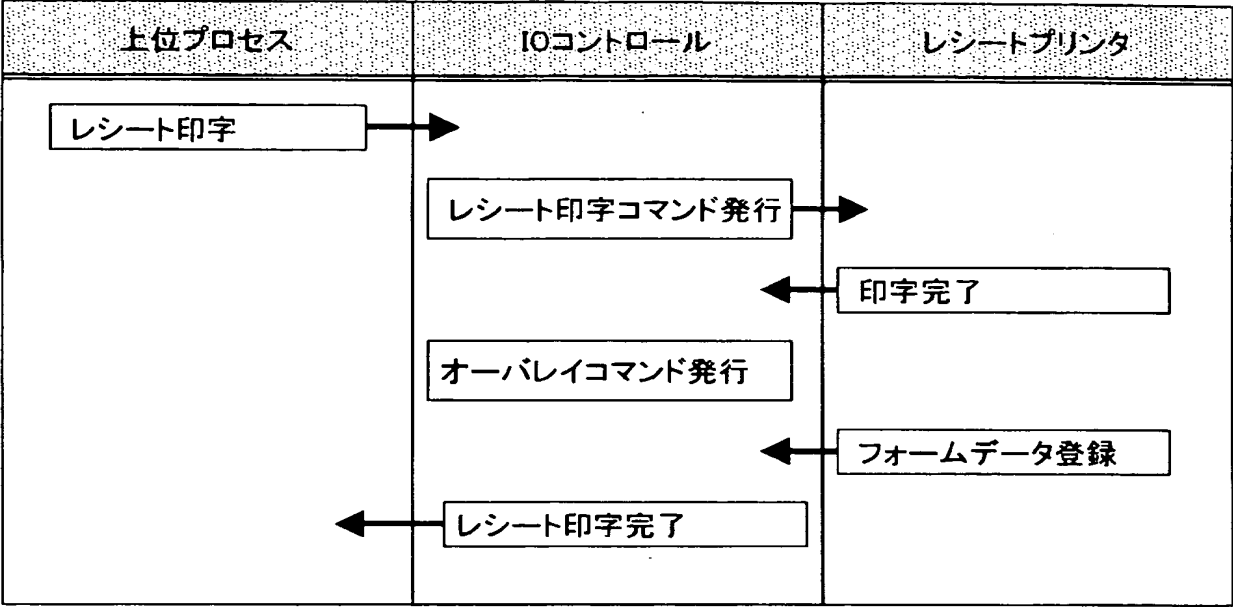 上位プロセス
IOコントロール
レシートプリンタ
レシート印字
レシート印字コマンド発行
印字完了
オーバレイコマンド発行
フォームデータ登録
レシート印字完了